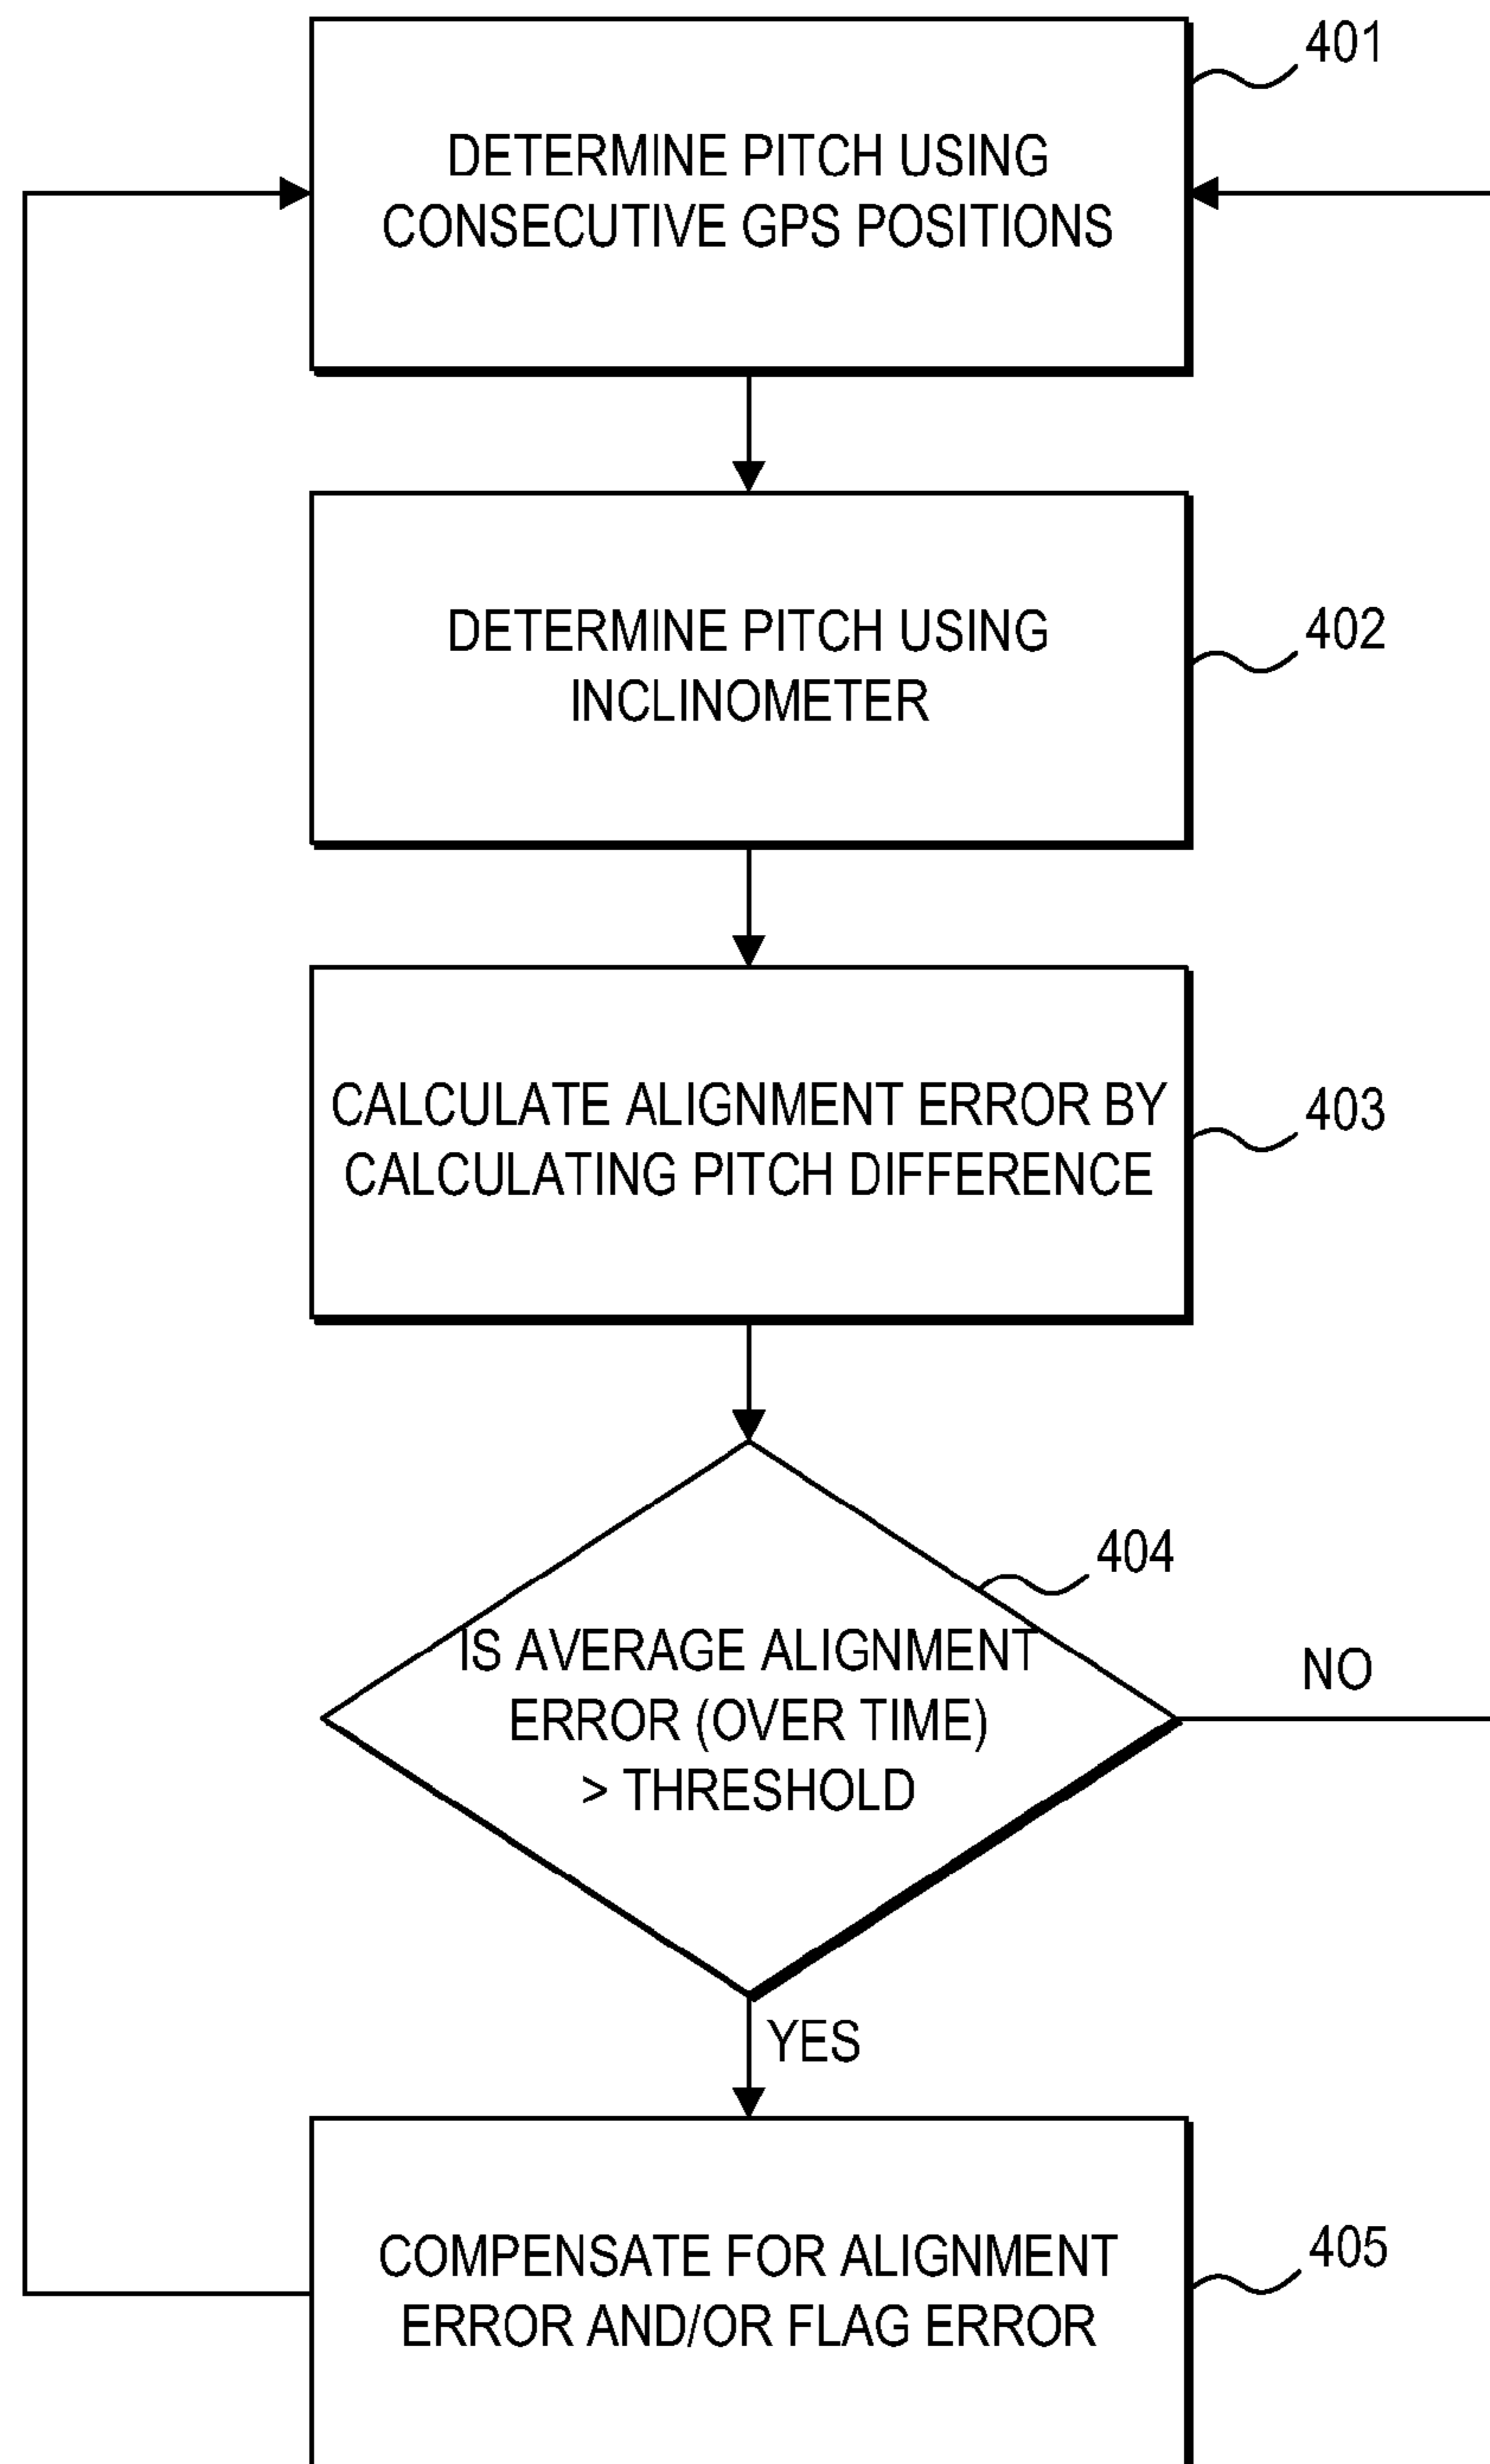 401
DETERMINE PITCH USING
CONSECUTIVE GPS POSITIONS
402
DETERMINE PITCH USING
INCLINOMETER
403
CALCULATE ALIGNMENT ERROR BY
CALCULATING PITCH DIFFERENCE
404
IS AVERAGE ALIGNMENT
ERROR (OVER TIME)
> THRESHOLD
NO
YES
405
COMPENSATE FOR ALIGNMENT
ERROR AND/OR FLAG ERROR